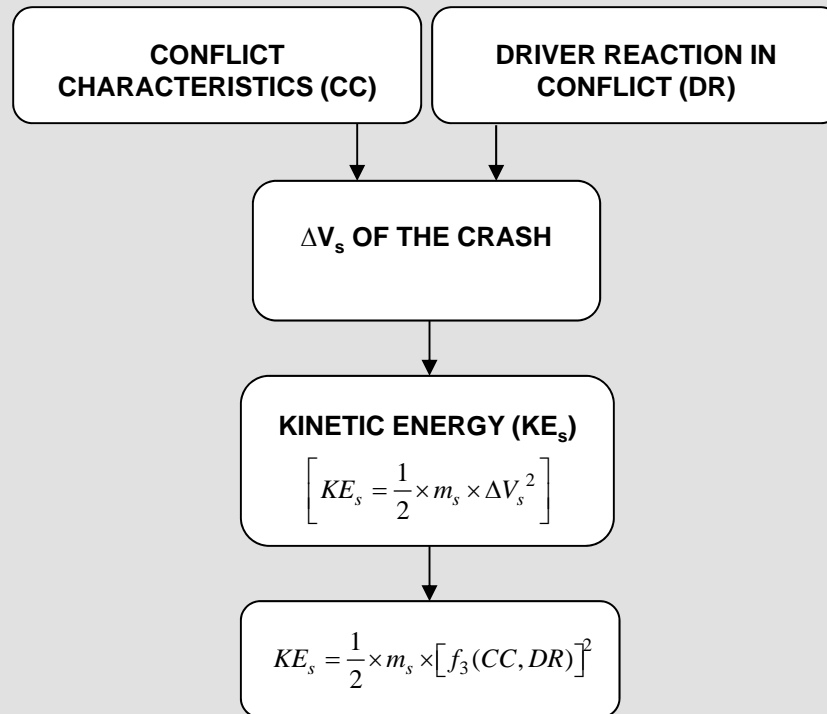 CONFLICT
CHARACTERISTICS (CC)
DRIVER REACTION IN
CONFLICT (DR)
ΔVₛ OF THE CRASH
KINETIC ENERGY (KEₛ)
[KEₛ = 1/2 × mₛ × ΔVₛ²]
KEₛ = 1/2 × mₛ × [f₃(CC, DR)]²